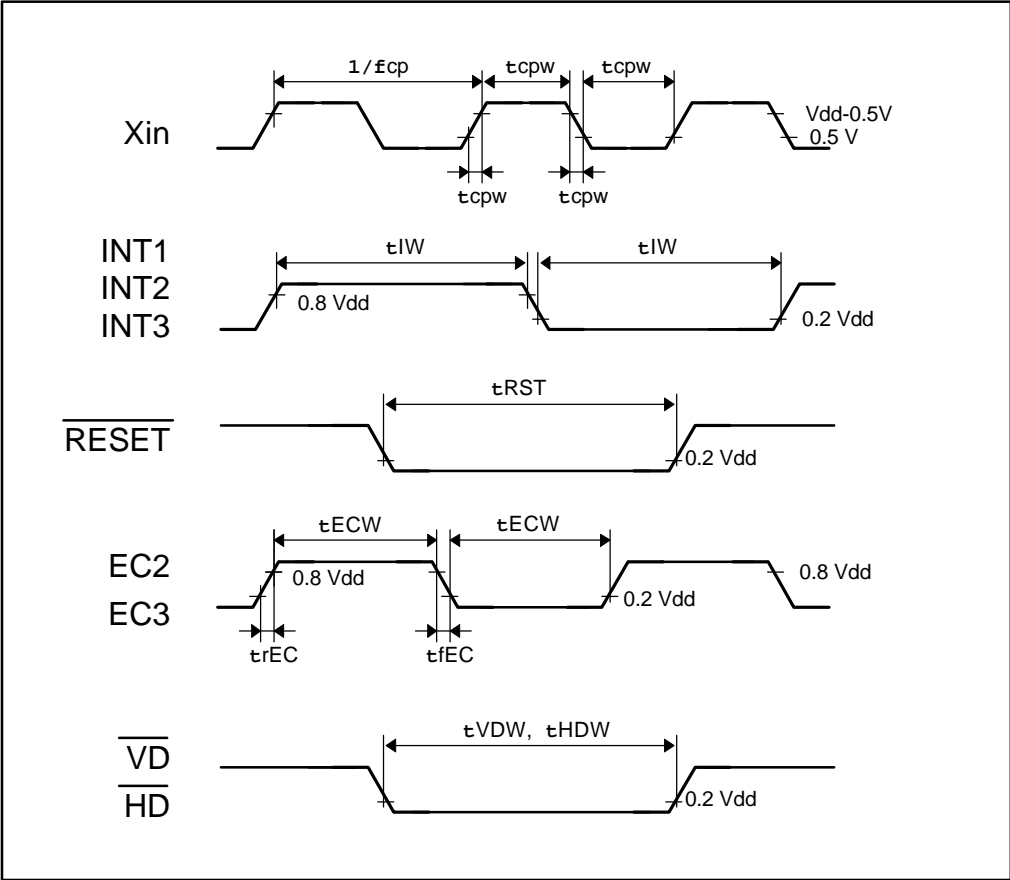 1/fcp tcpw tcpw
Xin
Vdd-0.5V
0.5 V
tcpw tcpw
INT1
INT2
INT3
tIW tIW
0.8 Vdd
0.2 Vdd
RESET
tRST
0.2 Vdd
EC2
EC3
tECW tECW
0.8 Vdd
0.2 Vdd
0.8 Vdd
trEC tfEC
VD
HD
tVDW, tHDW
0.2 Vdd